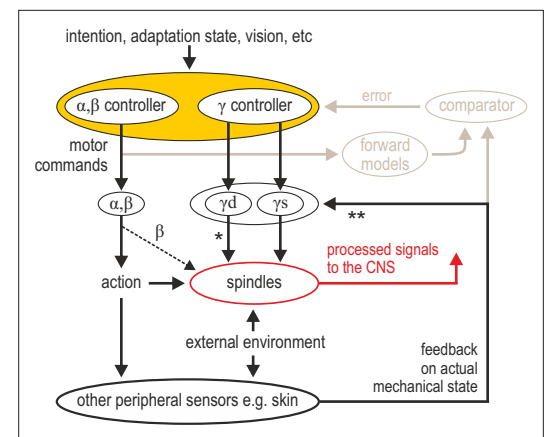 intention, adaptation state, vision, etc
α,β controller
γ controller
error
comparator
motor
commands
forward
models
α,β
γd
γs
**
β
*
processed signals
to the CNS
action
spindles
external environment
feedback
on actual
mechanical state
other peripheral sensors e.g. skin